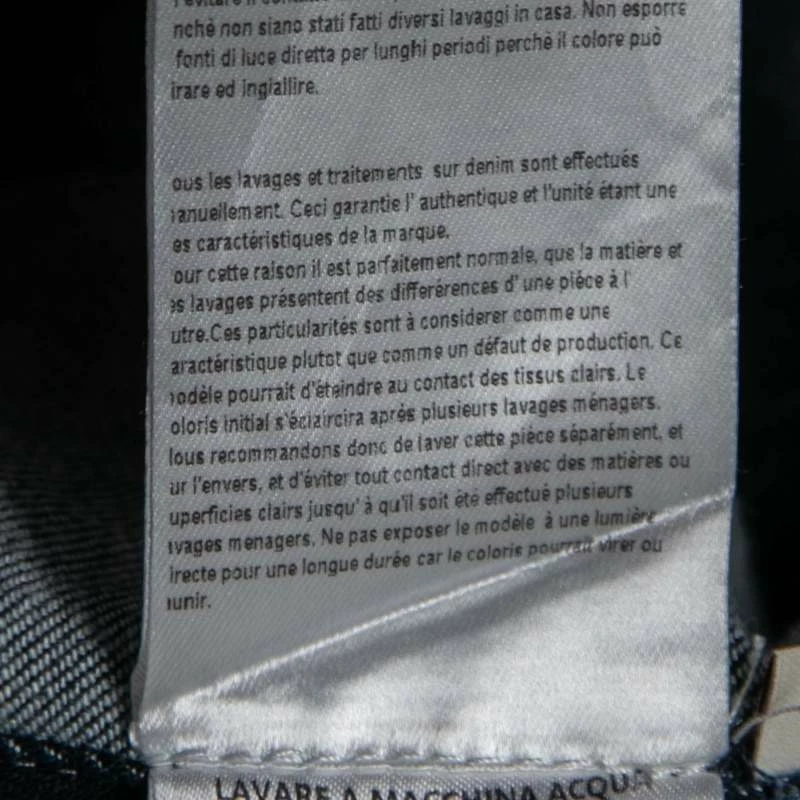 nchè non siano stati fatti diversi lavaggi in casa. Non esporre
fonti di luce diretta per lunghi periodi perchè il colore può
irare ed ingiallire.
ous les lavages et traitements sur denim sont effectués
anuellement. Ceci garantie l' authentique et l'unité étant une
es caractéristiques de la marque.
our cette raison il est parfaitement normale, que la matière et
es lavages présentent des differérences d' une pièce à l'
utre.Ces particularités sont à considerer comme une
aractéristique plutot que comme un défaut de production. Ce
odèle pourrait d'éteindre au contact des tissus clairs. Le
oloris initial s'éclaircira après plusieurs lavages ménagers.
lous recommandons donc de laver cette pièce séparément, et
ur l'envers, et d'éviter tout contact direct avec des matières ou
uperficies clairs jusqu' à qu'il soit été effectué plusieurs
avages menagers. Ne pas exposer le modèle à une lumière
irecte pour une longue durée car le coloris pourrait virer ou
unir.
LAVARE A MACCHINA ACQUA